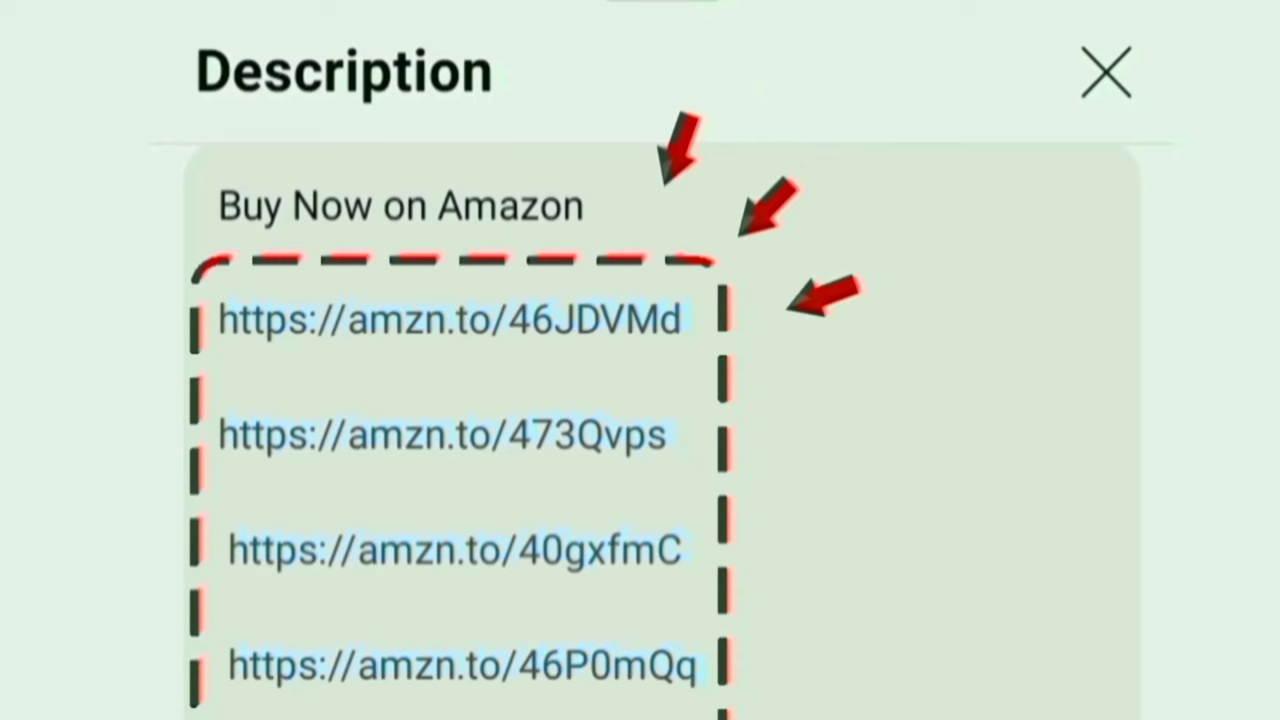 Description
Buy Now on Amazon
https://amzn.to/46JDVMd
https://amzn.to/473Qvps
https://amzn.to/40gxfmC
https://amzn.to/46P0mQq